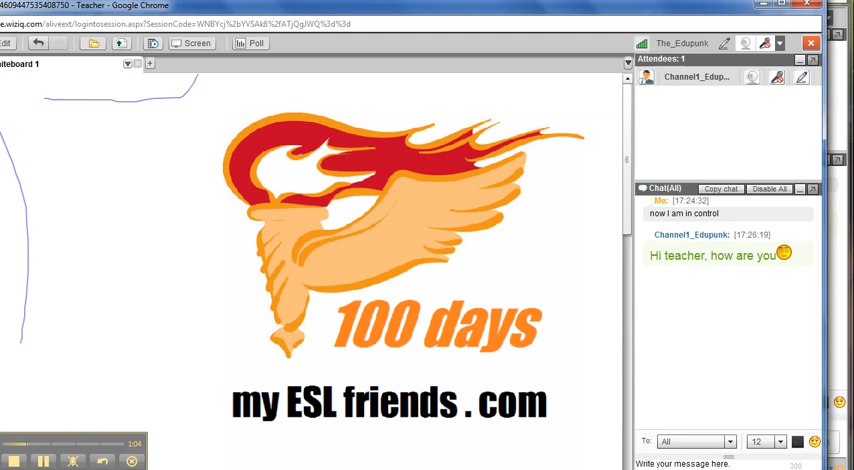 4609447535408750 - Teacher - Google Chrome
e.wiziq.com/aliveext/logintosession.aspx?SessionCode=WNBYcj%2bYVSAkB%2fATjQgJWQ%3d%3d
Edit Screen Poll The_Edupunk
iteboard 1
Attendees: 1
Channel1_Edup...
Chat(All) Copy chat Disable All
Me: [17:24:32]
now I am in control
Channel1_Edupunk: [17:26:19]
Hi teacher, how are you
100 days
my ESL friends . com
To: All 12
Write your message here. 300
1:04